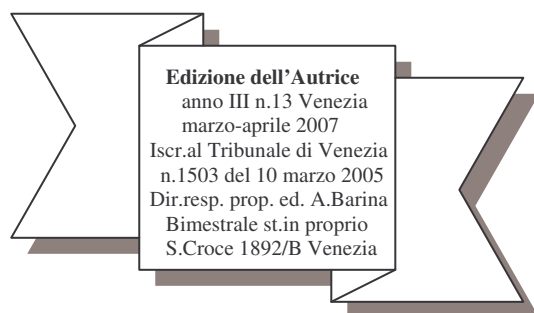 Edizione dell'Autrice
anno III n.13 Venezia
marzo-aprile 2007
Iscr.al Tribunale di Venezia
n.1503 del 10 marzo 2005
Dir.resp. prop. ed. A.Barina
Bimestrale st.in proprio
S.Croce 1892/B Venezia